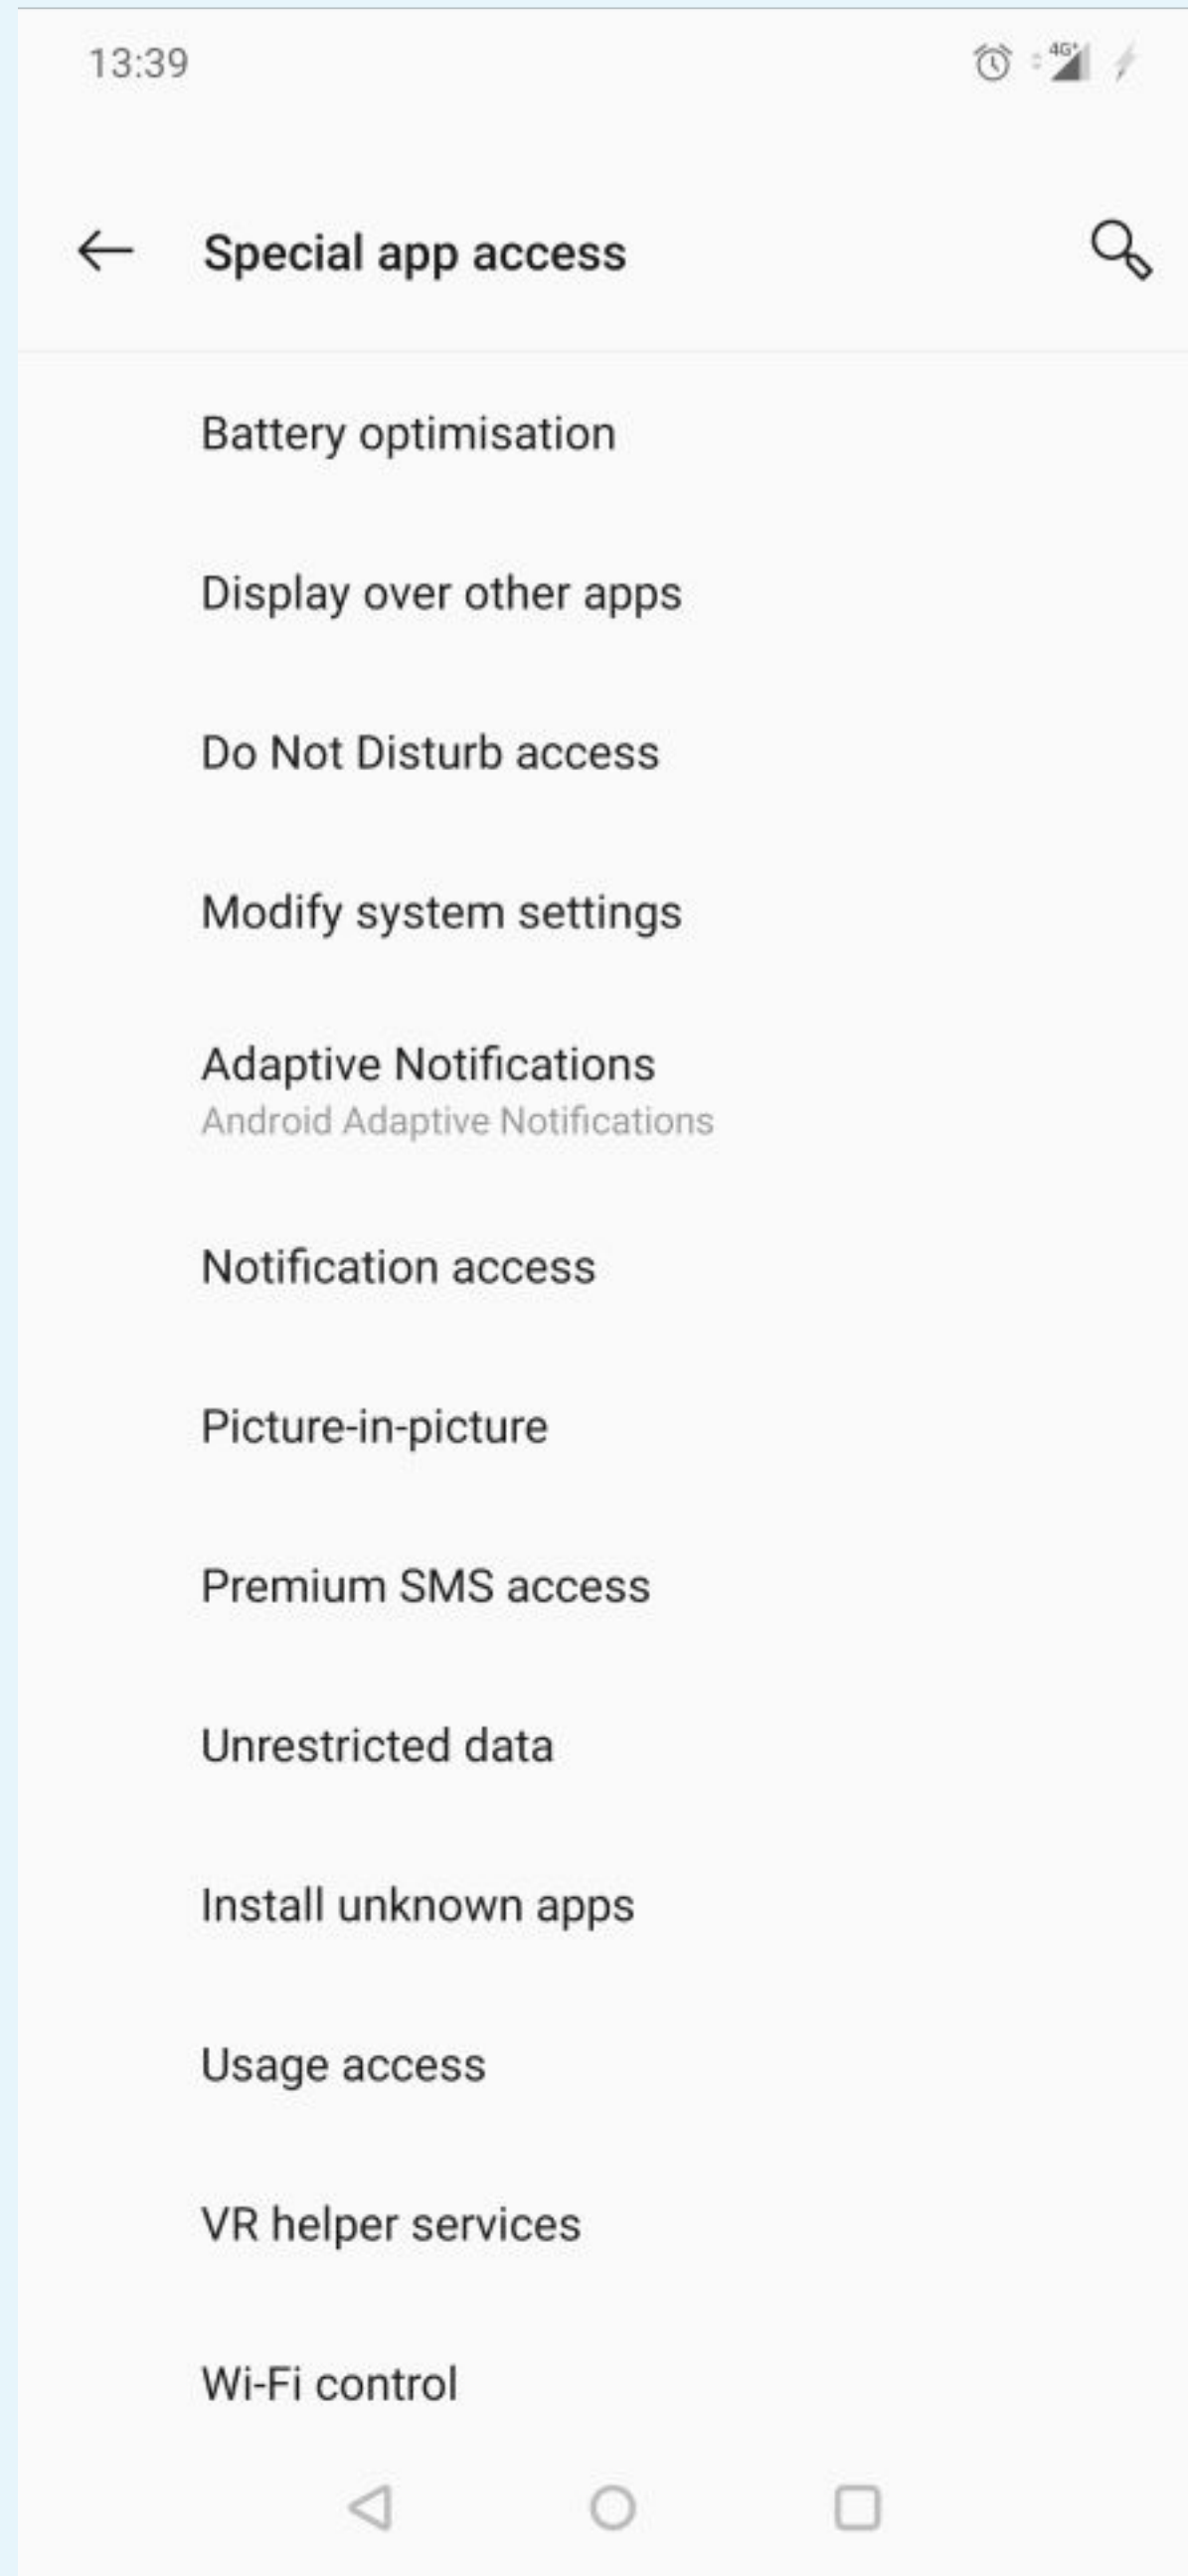 13:39
4G+
Special app access
Battery optimisation
Display over other apps
Do Not Disturb access
Modify system settings
Adaptive Notifications
Android Adaptive Notifications
Notification access
Picture-in-picture
Premium SMS access
Unrestricted data
Install unknown apps
Usage access
VR helper services
Wi-Fi control